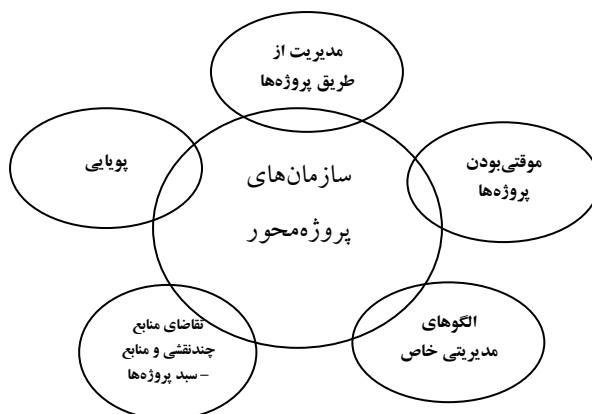 مدیریت از
طریق پروژه‌ها
موقتی‌بودن
پروژه‌ها
پویایی
سازمان‌های
پروژه‌محور
الگوهای
مدیریتی خاص
تقاضای منابع
چندنقشی و منابع
– سبد پروژه‌ها